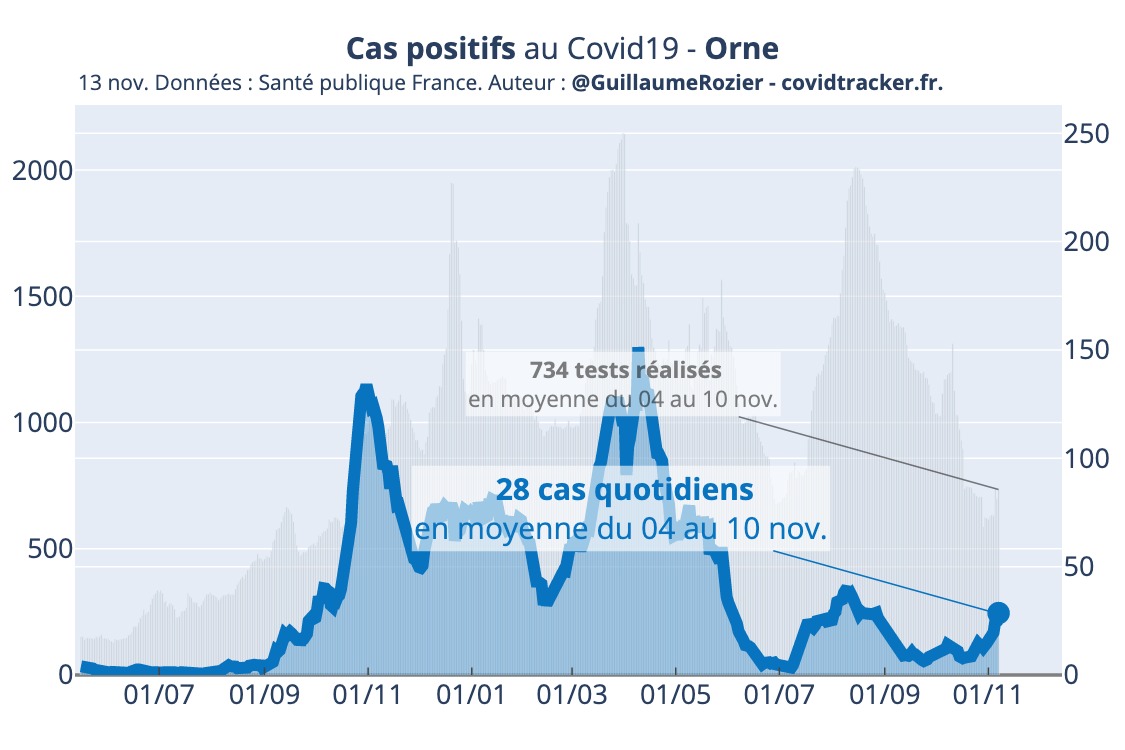 Cas positifs au Covid19 - Orne
13 nov. Données : Santé publique France. Auteur : @GuillaumeRozier - covidtracker.fr.
250
2000
200
1500
150
734 tests réalisés
en moyenne du 04 au 10 nov.
1000
100
28 cas quotidiens
en moyenne du 04 au 10 nov.
500
50
0
0
01/07 01/09 01/11 01/01 01/03 01/05 01/07 01/09 01/11